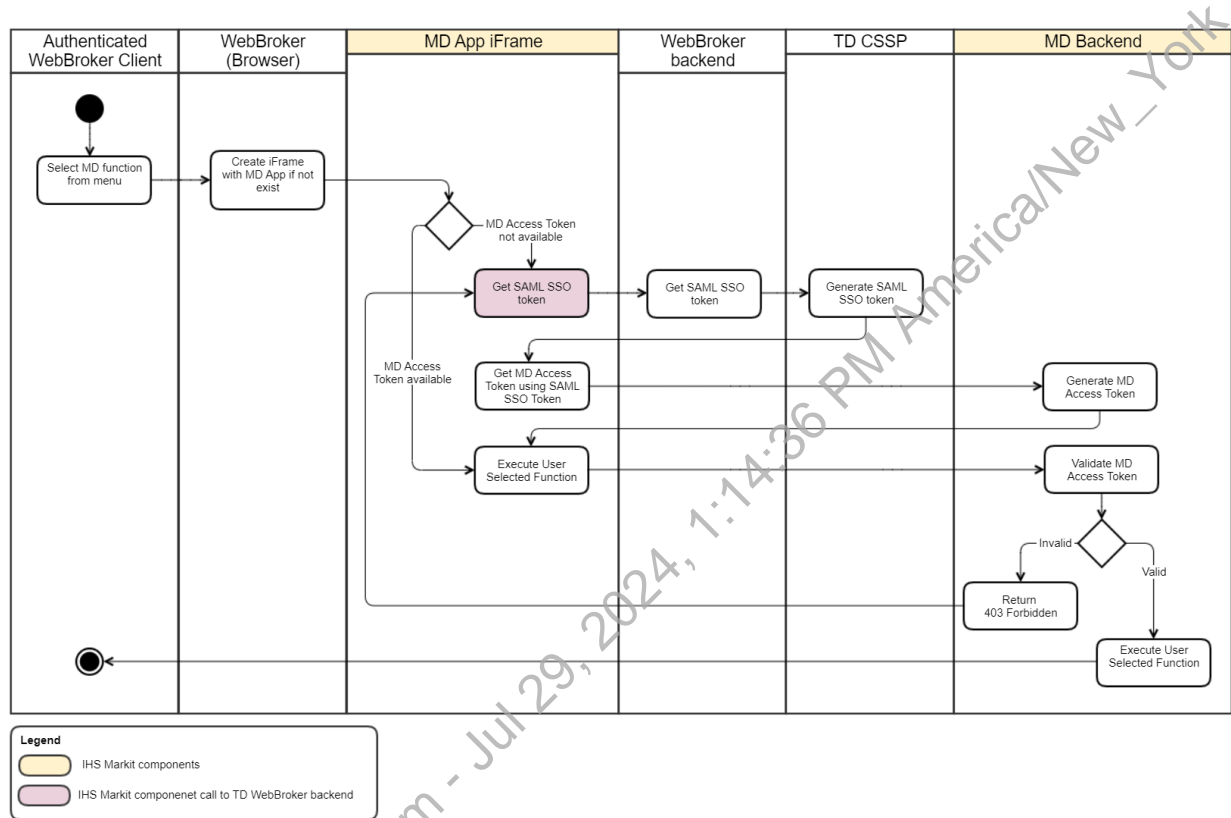 Authenticated
WebBroker Client
WebBroker
(Browser)
MD App iFrame
WebBroker
backend
TD CSSP
MD Backend
Select MD function
from menu
Create iFrame
with MD App if not
exist
MD Access Token
not available
Get SAML SSO
token
Get SAML SSO
token
Generate SAML
SSO token
MD Access
Token available
Get MD Access
Token using SAML
SSO Token
Generate MD
Access Token
Execute User
Selected Function
Validate MD
Access Token
Invalid
Valid
Return
403 Forbidden
Execute User
Selected Function
Legend
IHS Markit components
IHS Markit componenet call to TD WebBroker backend
m - Jul 29, 2024, 1:14:36 PM America/New_York